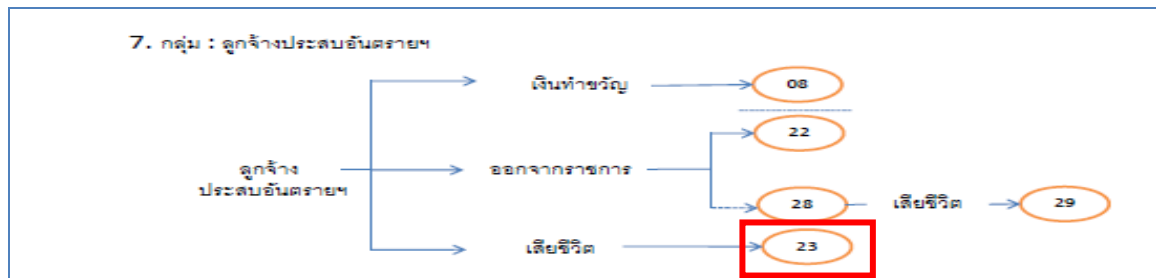 7. กลุ่ม : ลูกจ้างประสบอันตรายฯ
เงินทำขวัญ 08
22
ลูกจ้าง
ประสบอันตรายฯ
ออกจากราชการ
28 เสียชีวิต 29
เสียชีวิต 23